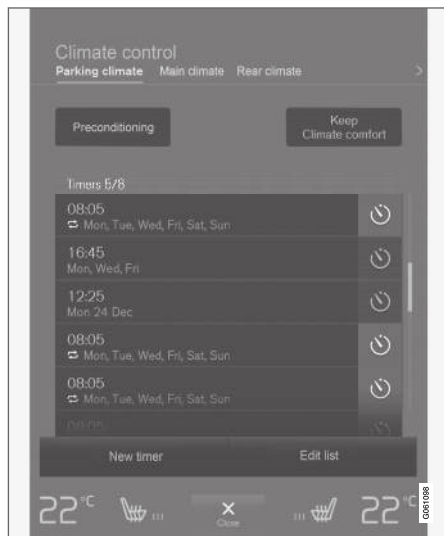 Climate control
Parking climate Main climate Rear climate
Preconditioning
Keep
Climate comfort
Timers 5/8
08:05
Mon, Tue, Wed, Fri, Sat, Sun
16:45
Mon, Wed, Fri
12:25
Mon 24 Dec
08:05
Mon, Tue, Wed, Fri, Sat, Sun
08:05
Mon, Tue, Wed, Fri, Sat, Sun
08:05
New timer Edit list
22°C 22°C
Close
G061098